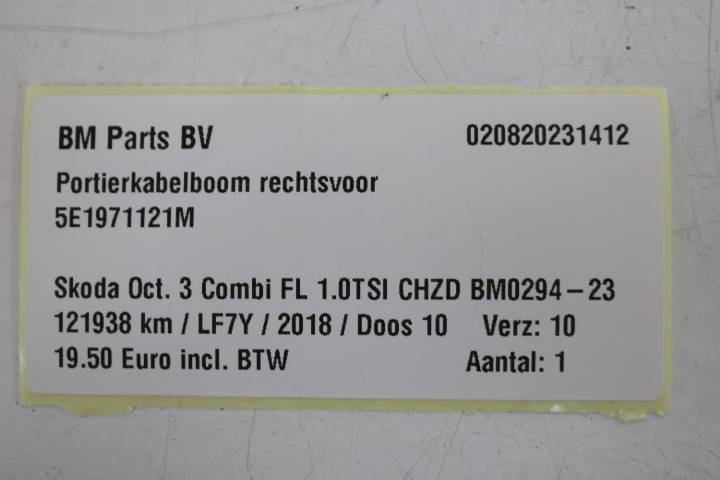 BM Parts BV 020820231412
Portierkabelboom rechtsvoor
5E1971121M
Skoda Oct. 3 Combi FL 1.0TSI CHZD BM0294-23
121938 km / LF7Y / 2018 / Doos 10 Verz: 10
19.50 Euro incl. BTW Aantal: 1